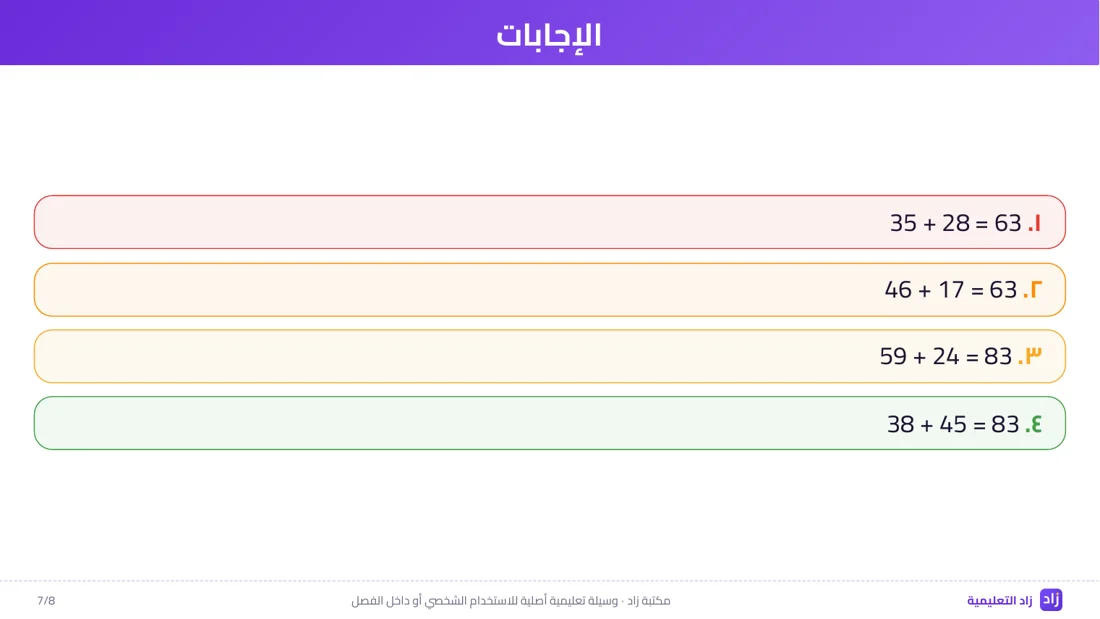 الإجابات
١. 35 + 28 = 63
٢. 46 + 17 = 63
٣. 59 + 24 = 83
٤. 38 + 45 = 83
زاد زاد التعليمية
مكتبة زاد · وسيلة تعليمية أصلية للاستخدام الشخصي أو داخل الفصل
7/8